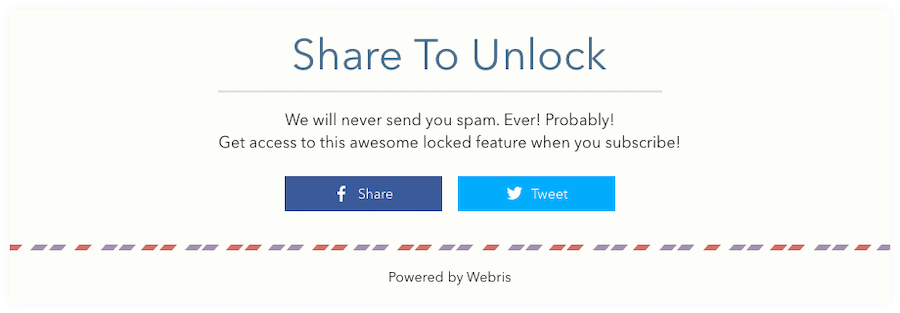 Share To Unlock
We will never send you spam. Ever! Probably!
Get access to this awesome locked feature when you subscribe!
Share
Tweet
Powered by Webris